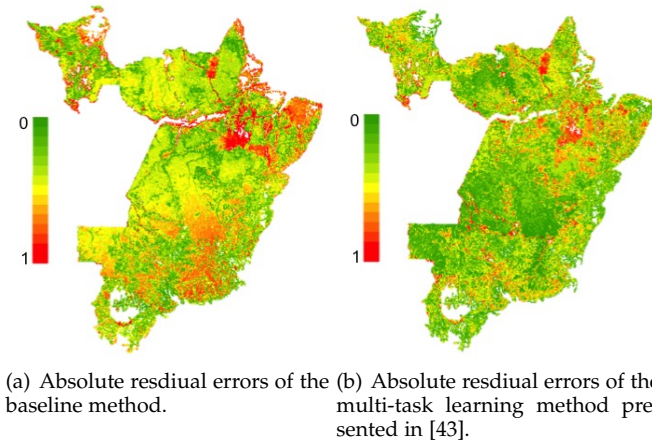 0
1
0
1
(a) Absolute resdiual errors of the
baseline method.
(b) Absolute resdiual errors of the
multi-task learning method pre-
sented in [43].